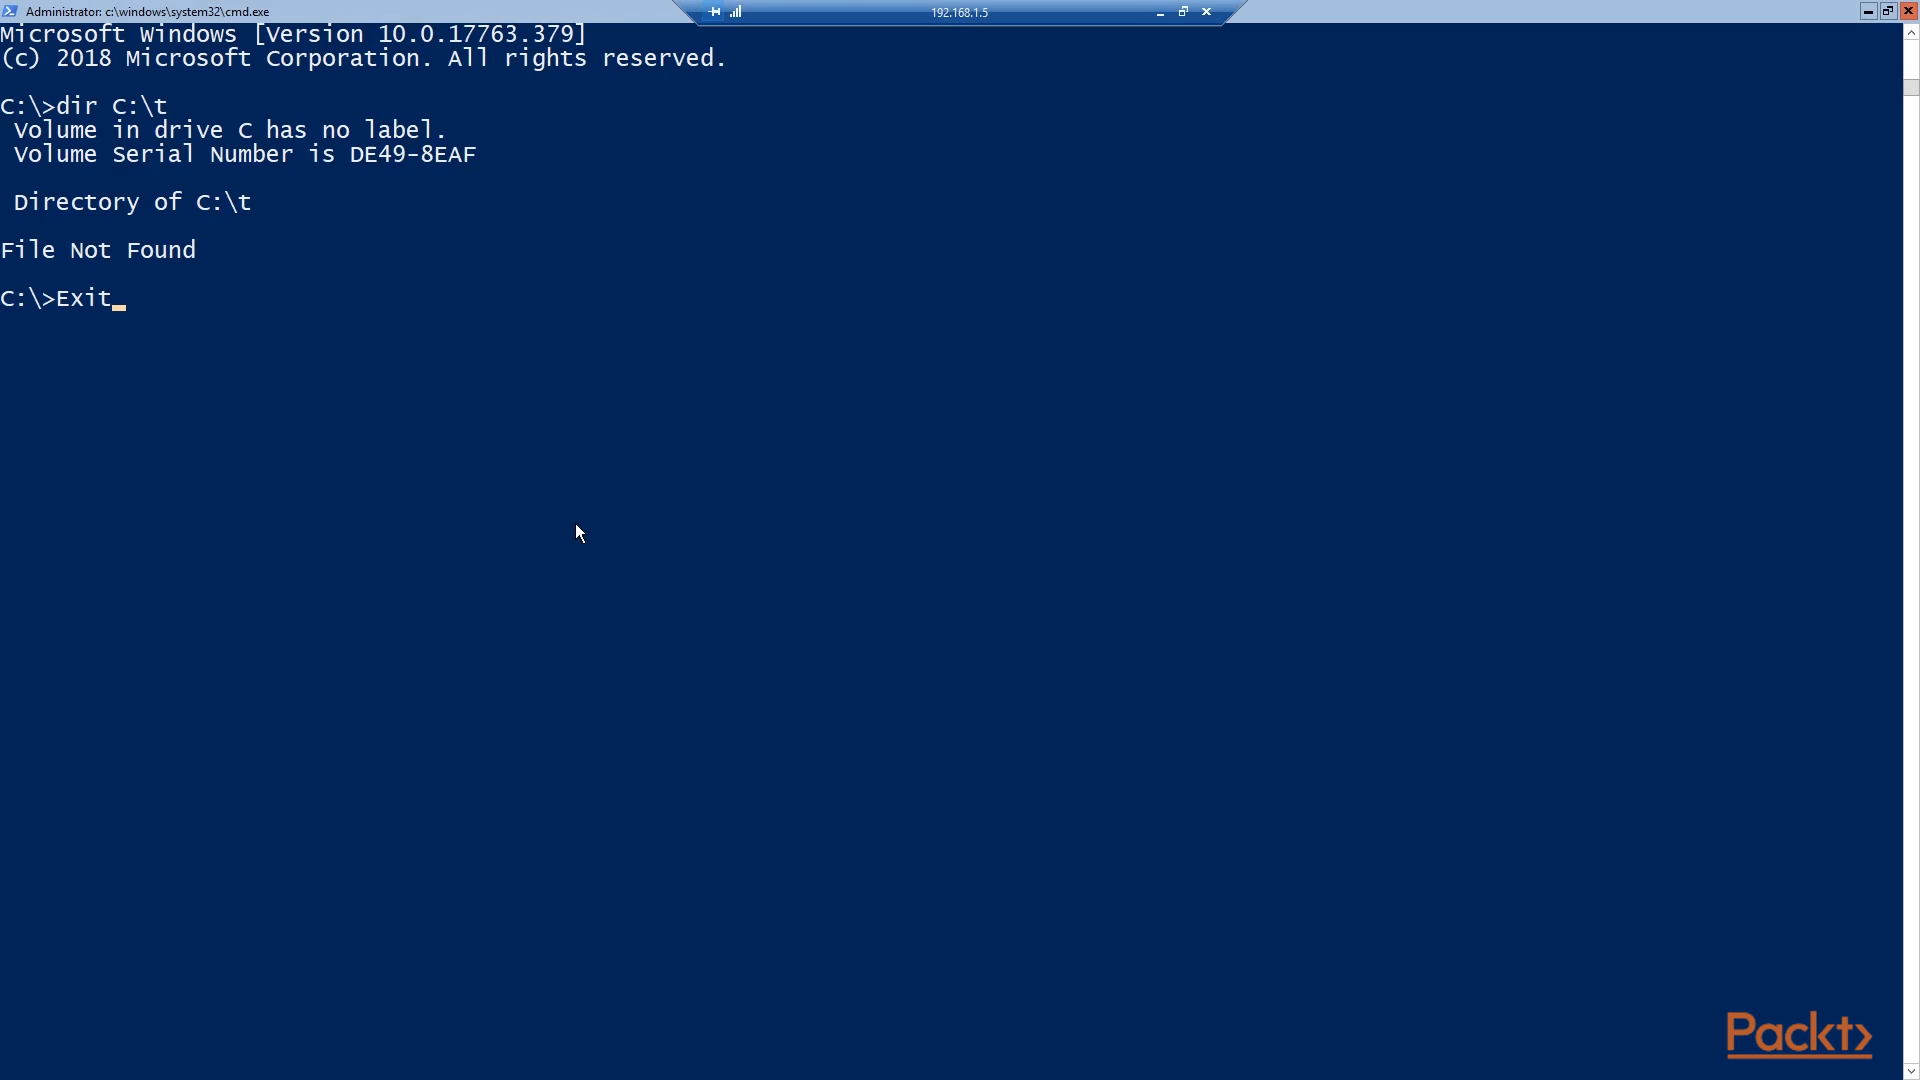 Administrator: c:\windows\system32\cmd.exe
192.168.1.5
Microsoft Windows [Version 10.0.17763.379]
(c) 2018 Microsoft Corporation. All rights reserved.
C:\>dir C:\t
Volume in drive C has no label.
Volume Serial Number is DE49-8EAF
Directory of C:\t
File Not Found
C:\>Exit_
Packt>